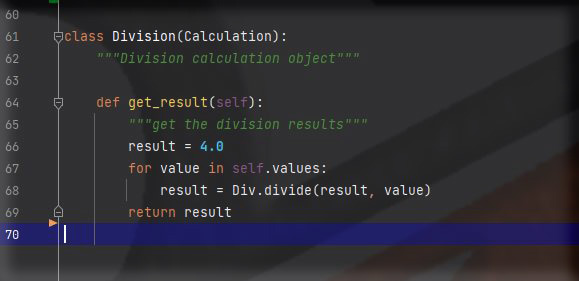 60
61 class Division(Calculation):
62     """Division calculation object"""
63
64     def get_result(self):
65         """get the division results"""
66         result = 4.0
67         for value in self.values:
68             result = Div.divide(result, value)
69         return result
70